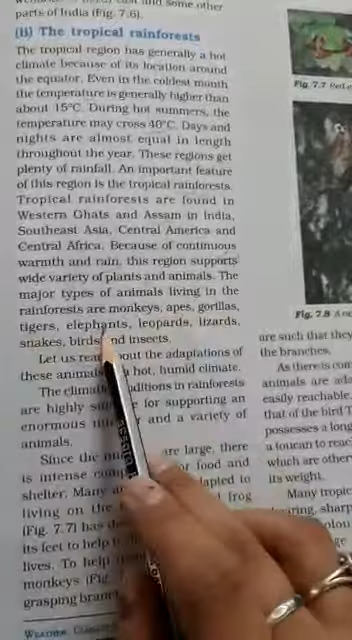 parts of India (Fig. 7.6).
(ii) The tropical rainforests
The tropical region has generally a hot
climate because of its location around
the equator. Even in the coldest month
the temperature is generally higher than
about 15°C. During hot summers, the
temperature may cross 40°C. Days and
nights are almost equal in length
throughout the year. These regions get
plenty of rainfall. An important feature
of this region is the tropical rainforests.
Tropical rainforests are found in
Western Ghats and Assam in India,
Southeast Asia, Central America and
Central Africa. Because of continuous
warmth and rain, this region supports
wide variety of plants and animals. The
major types of animals living in the
rainforests are monkeys, apes, gorillas,
tigers, elephants, leopards, lizards,
snakes, birds and insects.
Let us read about the adaptations of
these animals hot, humid climate.
The climatic conditions in rainforests
are highly for supporting an
enormous and a variety of
animals.
Since the are large, there
is intense for food and
shelter. Many adapted to
living on the frog
(Fig. 7.7) has
its feet to help
lives. To help
monkeys (Fig.
grasping
Fig. 7.7
Fig. 7.8
are such that they
the branches.
As there is
animals are
easily reachable.
that of the bird
possesses a long
a toucan to reach
which are other
its weight.
Many
sharp